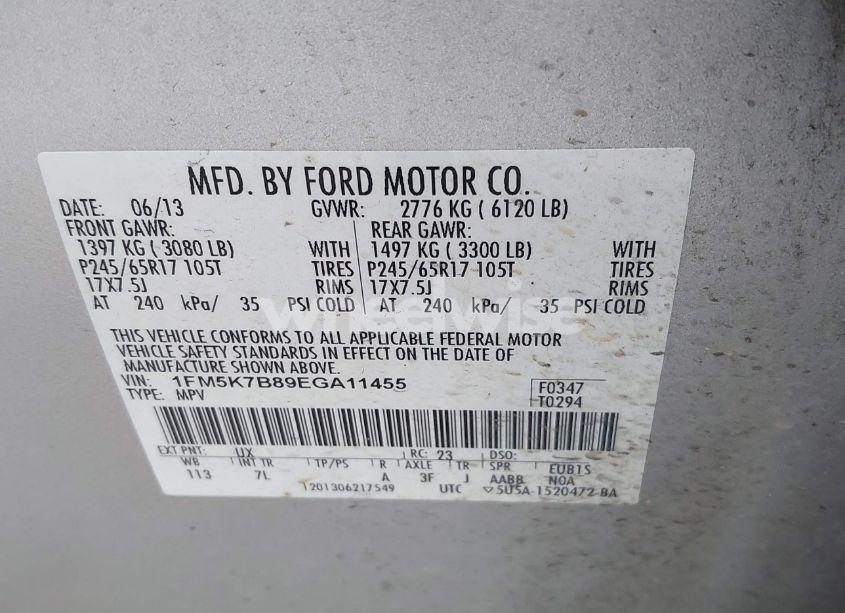 MFD. BY FORD MOTOR CO.
DATE: 06/13 GVWR: 2776 KG ( 6120 LB)
FRONT GAWR: REAR GAWR:
1397 KG ( 3080 LB) WITH 1497 KG ( 3300 LB) WITH
P245/65R17 105T TIRES P245/65R17 105T TIRES
17X7.5J RIMS 17X7.5J RIMS
AT 240 kPa/ 35 PSI COLD AT 240 kPa/ 35 PSI COLD
wheelwise
THIS VEHICLE CONFORMS TO ALL APPLICABLE FEDERAL MOTOR
VEHICLE SAFETY STANDARDS IN EFFECT ON THE DATE OF
MANUFACTURE SHOWN ABOVE.
VIN: 1FM5K7B89EGA11455 F0347
TYPE: MPV T0294
EXT PNT: UX RC: 23 DSO:
WB INT TR TP/PS R AXLE TR SPR EUB1S
113 7L A 3F J AABB NOA
1201306217549 UTC 5U5A-1520472-BA